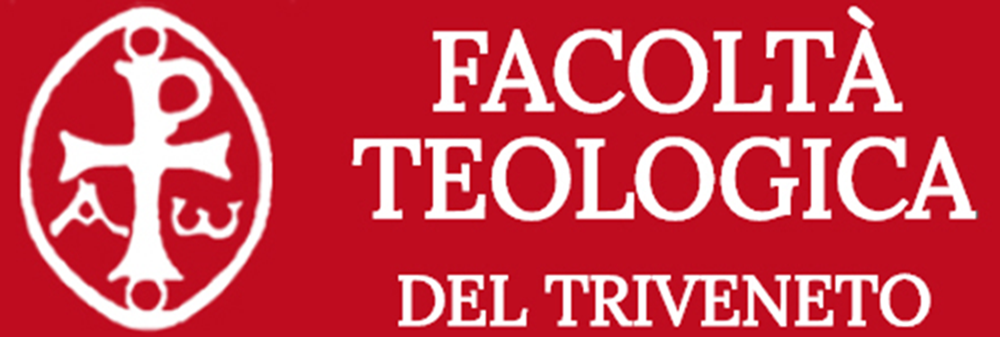 FACOLTÀ
TEOLOGICA
DEL TRIVENETO
Α ω